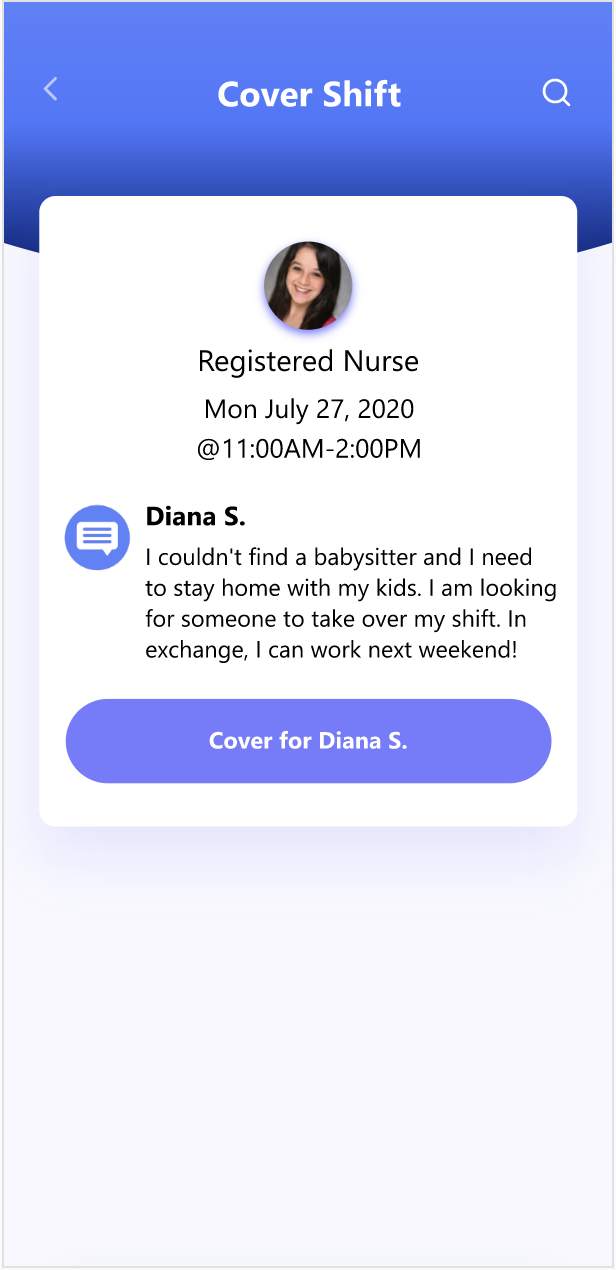 Cover Shift
Registered Nurse
Mon July 27, 2020
@11:00AM-2:00PM
Diana S.
I couldn't find a babysitter and I need
to stay home with my kids. I am looking
for someone to take over my shift. In
exchange, I can work next weekend!
Cover for Diana S.